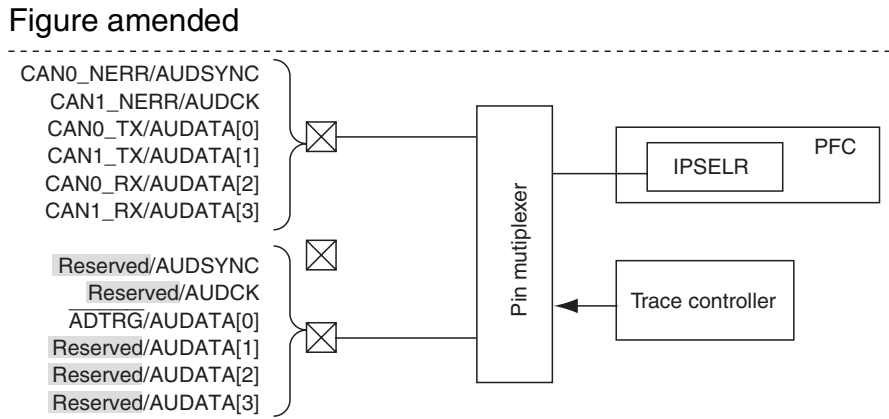 Figure amended
CAN0_NERR/AUDSYNC
CAN1_NERR/AUDCK
CAN0_TX/AUDATA[0]
CAN1_TX/AUDATA[1]
CAN0_RX/AUDATA[2]
CAN1_RX/AUDATA[3]
Reserved/AUDSYNC
Reserved/AUDCK
ADTRG/AUDATA[0]
Reserved/AUDATA[1]
Reserved/AUDATA[2]
Reserved/AUDATA[3]
Pin mutiplexer
PFC
IPSELR
Trace controller